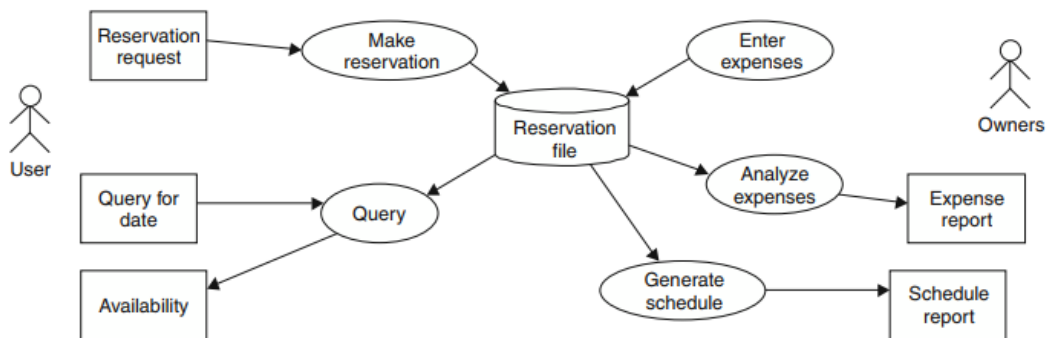 Reservation
request
Make
reservation
Enter
expenses
Reservation
file
User
Owners
Query for
date
Query
Analyze
expenses
Expense
report
Availability
Generate
schedule
Schedule
report